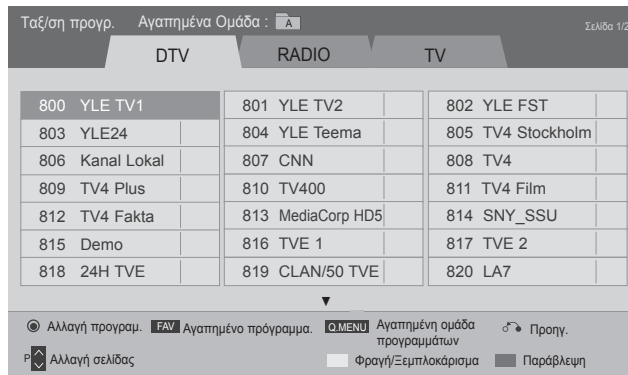 Ταξ/ση προγρ. Αγαπημένα Ομάδα : A
Σελίδα 1/2
DTV RADIO TV
800 YLE TV1 801 YLE TV2 802 YLE FST
803 YLE24 804 YLE Teema 805 TV4 Stockholm
806 Kanal Lokal 807 CNN 808 TV4
809 TV4 Plus 810 TV400 811 TV4 Film
812 TV4 Fakta 813 MediaCorp HD5 814 SNY_SSU
815 Demo 816 TVE 1 817 TVE 2
818 24H TVE 819 CLAN/50 TVE 820 LA7
Αλλαγή προγραμ. FAV Αγαπημένο πρόγραμμα. Q.MENU Αγαπημένη ομάδα προγραμμάτων Προηγ.
P Αλλαγή σελίδας Φραγή/Ξεμπλοκάρισμα Παράβλεψη